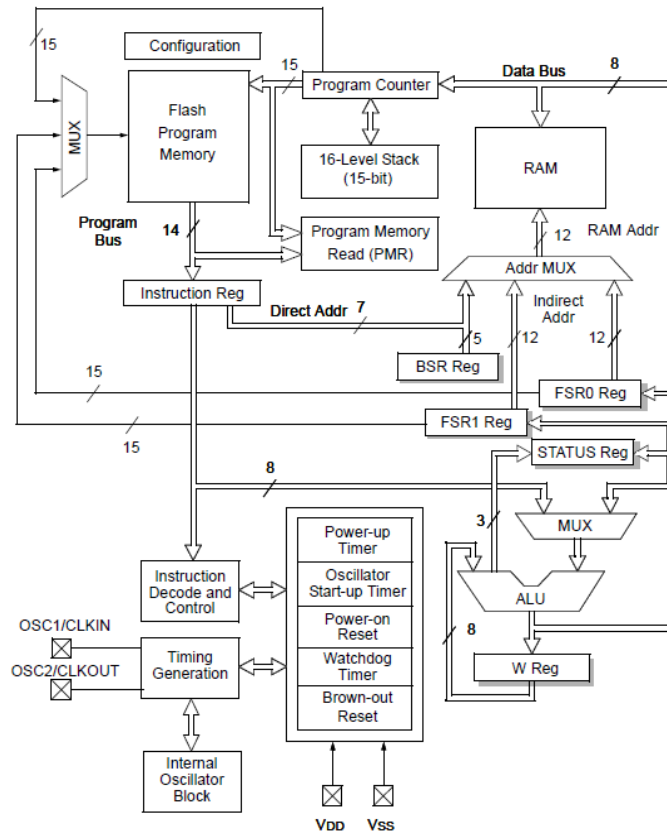 15
Configuration
15
Data Bus
8
Program Counter
MUX
Flash
Program
Memory
16-Level Stack
(15-bit)
RAM
Program
Bus
14
Program Memory
Read (PMR)
12
RAM Addr
Addr MUX
Instruction Reg
Direct Addr
7
Indirect
Addr
5
12
12
BSR Reg
15
FSR0 Reg
15
FSR1 Reg
STATUS Reg
8
3
MUX
Power-up
Timer
Instruction
Decode and
Control
Oscillator
Start-up Timer
ALU
OSC1/CLKIN
Power-on
Reset
8
OSC2/CLKOUT
Timing
Generation
Watchdog
Timer
W Reg
Brown-out
Reset
Internal
Oscillator
Block
VDD
VSS